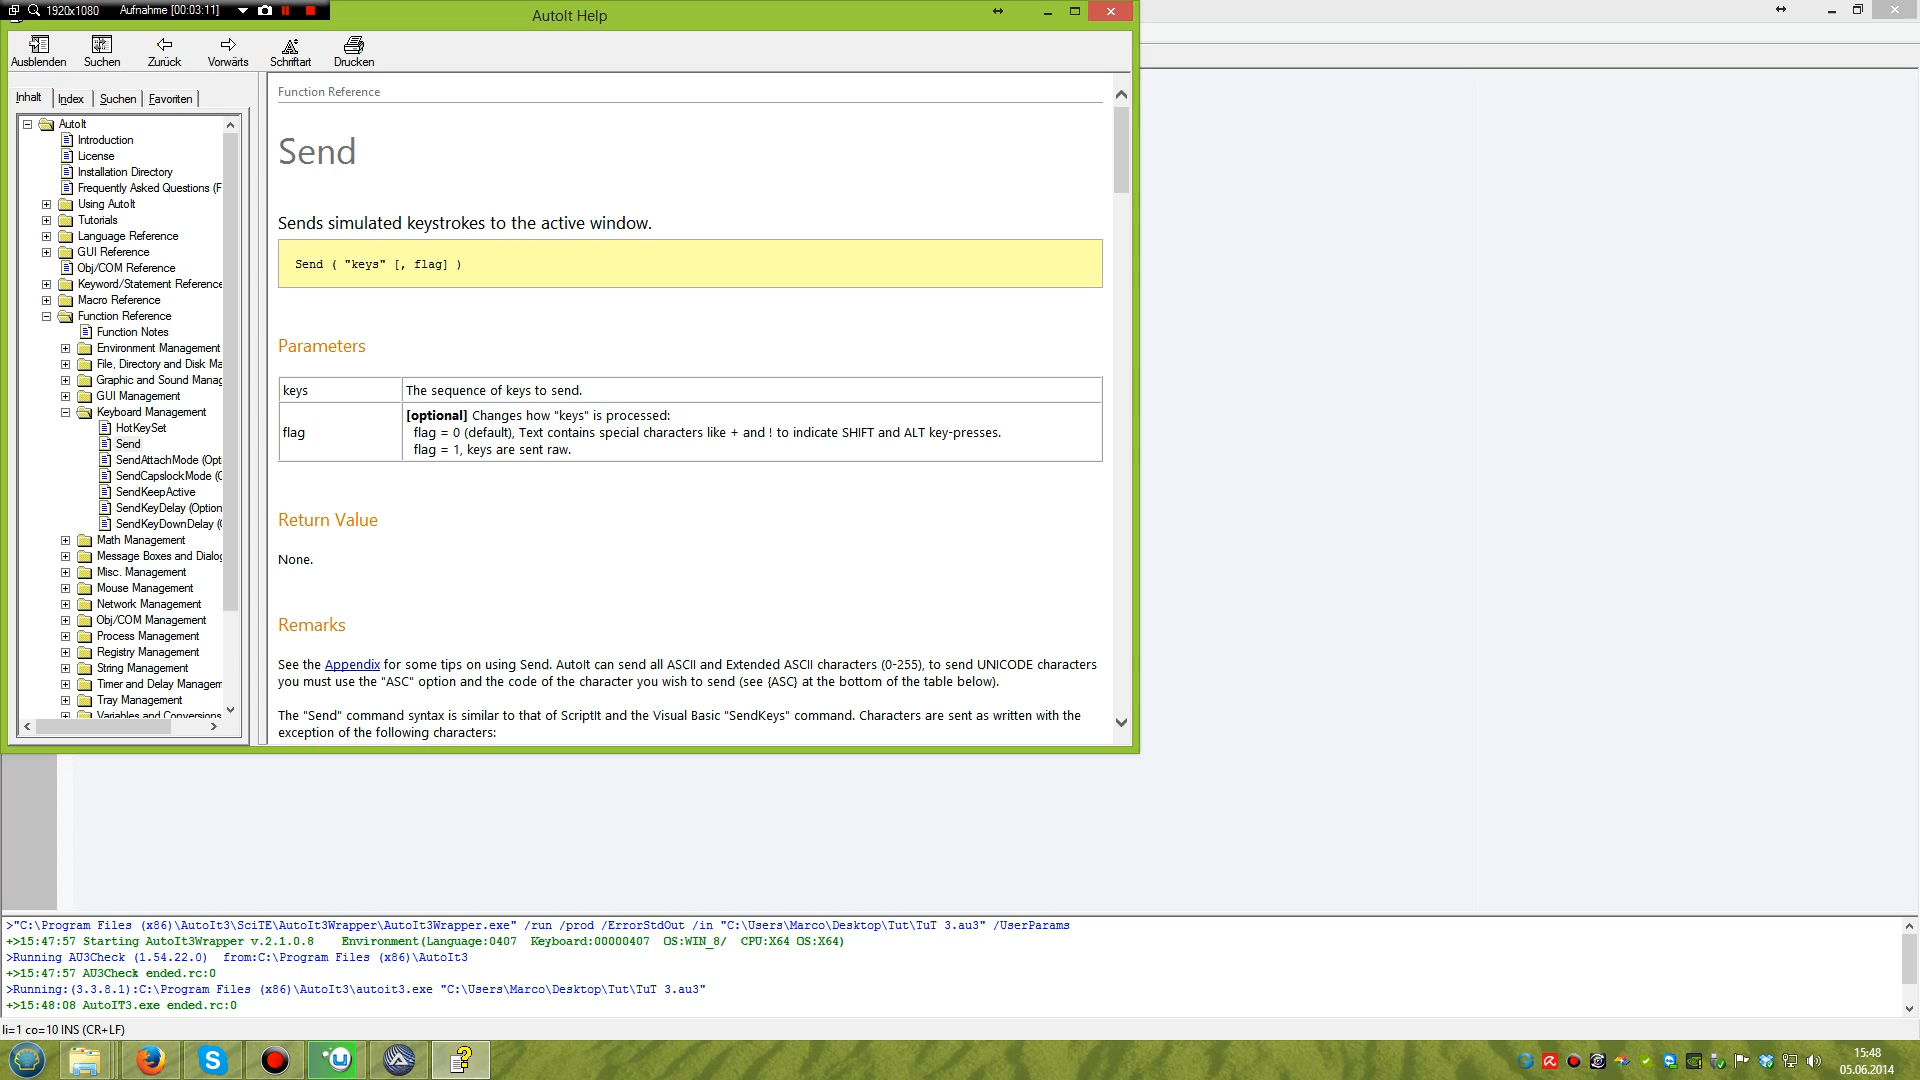 1920x1080 Aufnahme [00:03:11]
AutoIt Help
Ausblenden Suchen Zurück Vorwärts Schriftart Drucken
Inhalt Index Suchen Favoriten
AutoIt
Introduction
License
Installation Directory
Frequently Asked Questions (F
Using AutoIt
Tutorials
Language Reference
GUI Reference
Obj/COM Reference
Keyword/Statement Reference
Macro Reference
Function Reference
Function Notes
Environment Management
File, Directory and Disk Ma
Graphic and Sound Manag
GUI Management
Keyboard Management
HotKeySet
Send
SendAttachMode (Opti
SendCapslockMode (O
SendKeepActive
SendKeyDelay (Option
SendKeyDownDelay (O
Math Management
Message Boxes and Dialog
Misc. Management
Mouse Management
Network Management
Obj/COM Management
Process Management
Registry Management
String Management
Timer and Delay Managem
Tray Management
Variables and Conversions
Function Reference
Send
Sends simulated keystrokes to the active window.
Send ( "keys" [, flag] )
Parameters
keys The sequence of keys to send.
flag [optional] Changes how "keys" is processed:
flag = 0 (default), Text contains special characters like + and ! to indicate SHIFT and ALT key-presses.
flag = 1, keys are sent raw.
Return Value
None.
Remarks
See the Appendix for some tips on using Send. AutoIt can send all ASCII and Extended ASCII characters (0-255), to send UNICODE characters
you must use the "ASC" option and the code of the character you wish to send (see {ASC} at the bottom of the table below).
The "Send" command syntax is similar to that of ScriptIt and the Visual Basic "SendKeys" command. Characters are sent as written with the
exception of the following characters:
>"C:\Program Files (x86)\AutoIt3\SciTE\AutoIt3Wrapper\AutoIt3Wrapper.exe" /run /prod /ErrorStdOut /in "C:\Users\Marco\Desktop\Tut\TuT 3.au3" /UserParams
+>15:47:57 Starting AutoIt3Wrapper v.2.1.0.8 Environment(Language:0407 Keyboard:00000407 OS:WIN_8/ CPU:X64 OS:X64)
>Running AU3Check (1.54.22.0) from:C:\Program Files (x86)\AutoIt3
+>15:47:57 AU3Check ended.rc:0
>Running:(3.3.8.1):C:\Program Files (x86)\AutoIt3\autoit3.exe "C:\Users\Marco\Desktop\Tut\TuT 3.au3"
+>15:48:08 AutoIT3.exe ended.rc:0
li=1 co=10 INS (CR+LF)
15:48
05.06.2014